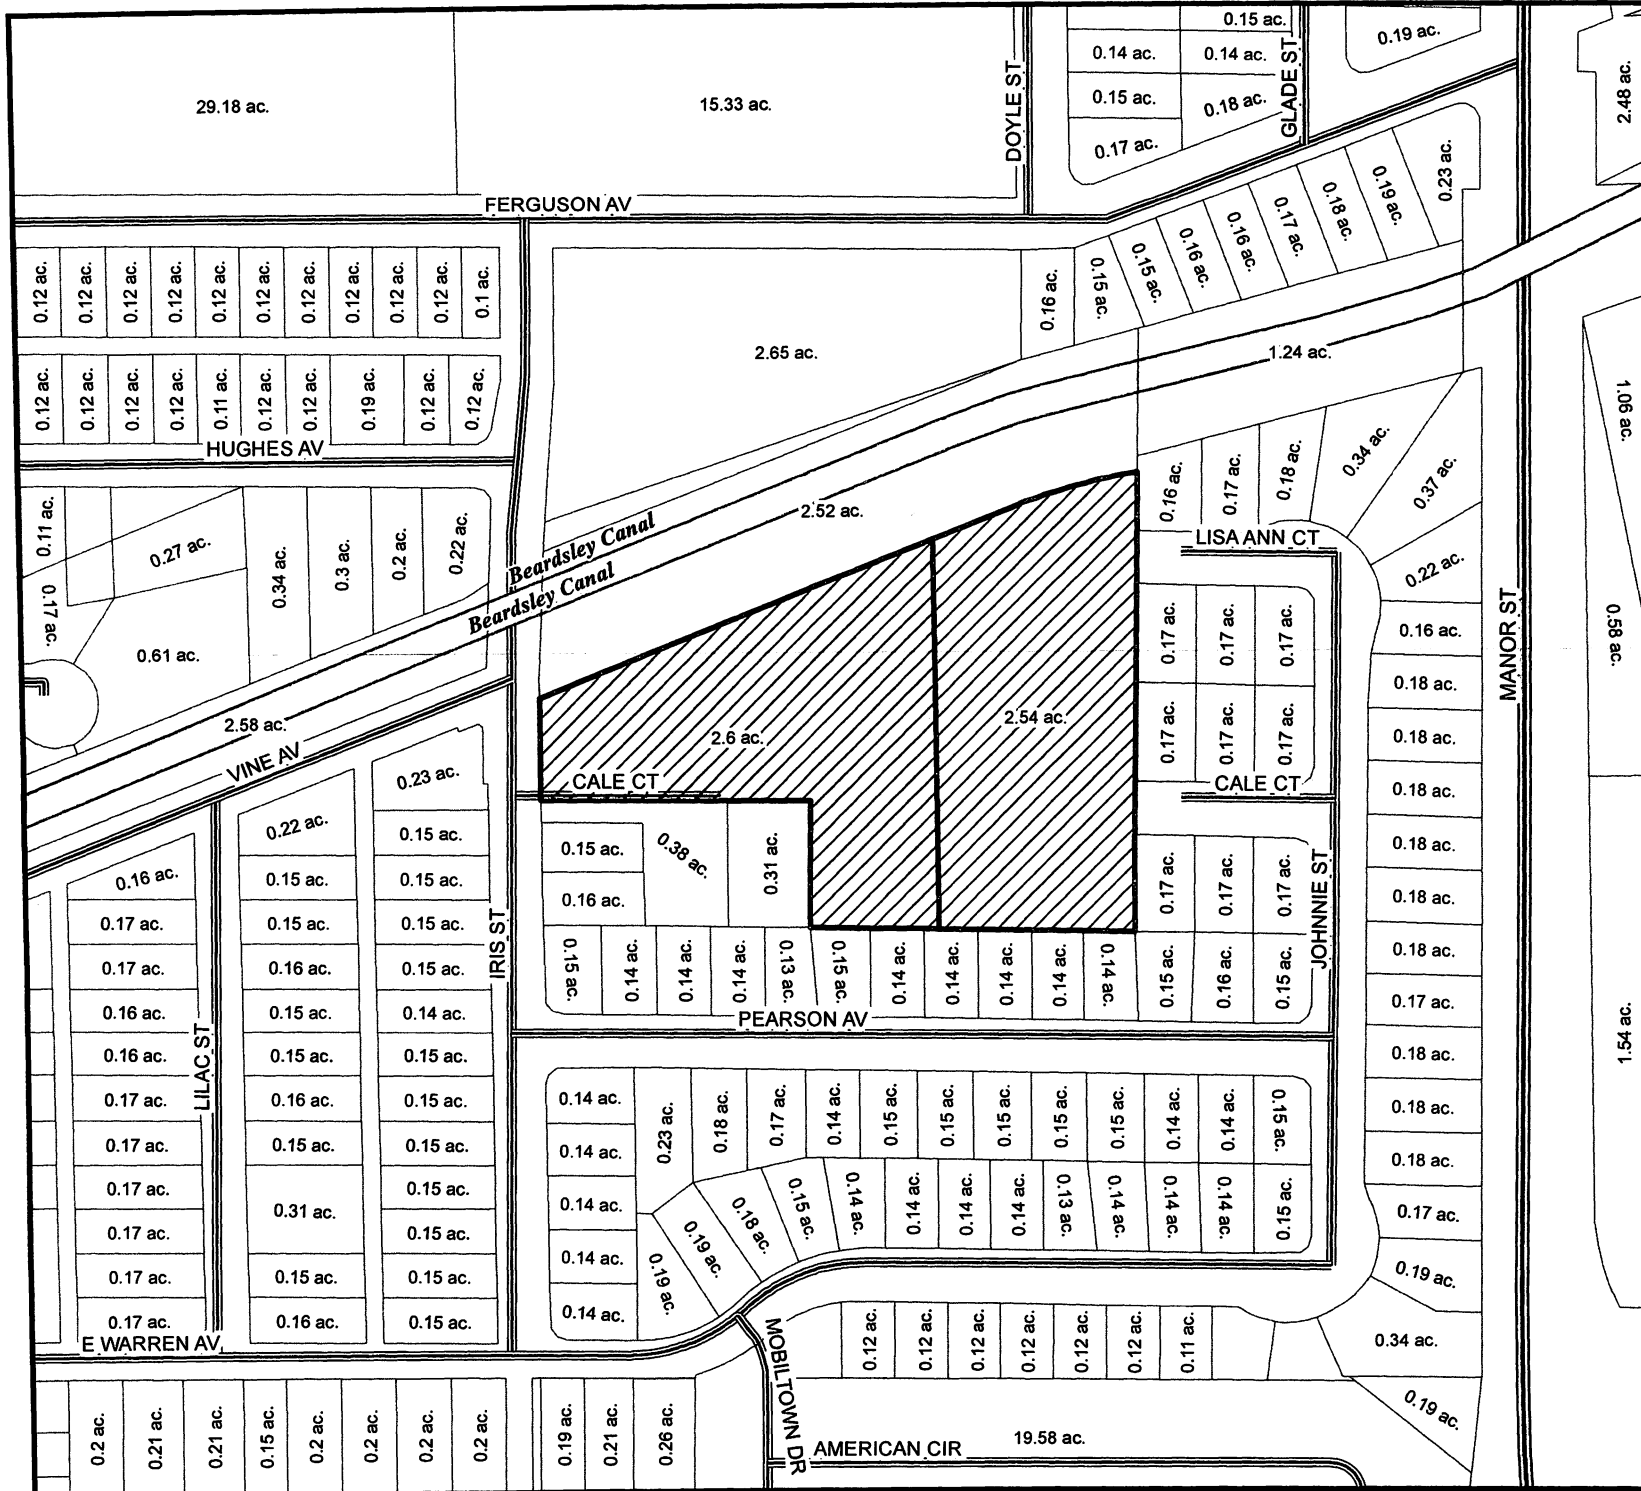 29.18 ac.
15.33 ac.
DOYLE ST
0.15 ac.
0.14 ac.
0.14 ac.
0.15 ac.
0.18 ac.
0.17 ac.
GLADE ST
0.19 ac.
2.48 ac.
FERGUSON AV
0.12 ac.
0.12 ac.
0.12 ac.
0.12 ac.
0.12 ac.
0.12 ac.
0.12 ac.
0.12 ac.
0.12 ac.
0.12 ac.
0.1 ac.
0.12 ac.
0.12 ac.
0.12 ac.
0.12 ac.
0.11 ac.
0.12 ac.
0.12 ac.
0.19 ac.
0.12 ac.
0.12 ac.
HUGHES AV
2.65 ac.
0.16 ac.
0.15 ac.
0.15 ac.
0.16 ac.
0.16 ac.
0.17 ac.
0.18 ac.
0.19 ac.
0.23 ac.
1.24 ac.
1.06 ac.
0.11 ac.
0.27 ac.
0.34 ac.
0.3 ac.
0.2 ac.
0.22 ac.
0.17 ac.
0.61 ac.
Beardsley Canal
Beardsley Canal
2.52 ac.
0.16 ac.
0.17 ac.
0.18 ac.
0.34 ac.
0.37 ac.
LISA ANN CT
0.22 ac.
MANOR ST
0.58 ac.
2.58 ac.
VINE AV
2.6 ac.
2.54 ac.
CALE CT
0.17 ac.
0.17 ac.
0.17 ac.
0.17 ac.
0.17 ac.
0.17 ac.
CALE CT
0.16 ac.
0.18 ac.
0.18 ac.
0.18 ac.
0.18 ac.
0.18 ac.
0.18 ac.
0.17 ac.
0.18 ac.
0.18 ac.
0.18 ac.
0.17 ac.
0.19 ac.
0.34 ac.
0.19 ac.
1.54 ac.
0.16 ac.
0.17 ac.
0.17 ac.
0.16 ac.
0.16 ac.
0.17 ac.
0.17 ac.
0.17 ac.
0.17 ac.
0.17 ac.
0.17 ac.
LILAC ST
0.22 ac.
0.15 ac.
0.15 ac.
0.16 ac.
0.15 ac.
0.15 ac.
0.16 ac.
0.15 ac.
0.31 ac.
0.15 ac.
0.16 ac.
0.23 ac.
0.15 ac.
0.15 ac.
0.15 ac.
0.15 ac.
0.14 ac.
0.15 ac.
0.15 ac.
0.15 ac.
0.15 ac.
0.15 ac.
0.15 ac.
0.15 ac.
IRIS ST
0.15 ac.
0.16 ac.
0.38 ac.
0.31 ac.
0.17 ac.
0.17 ac.
0.17 ac.
JOHNNIE ST
0.15 ac.
0.14 ac.
0.14 ac.
0.14 ac.
0.13 ac.
0.15 ac.
0.14 ac.
0.14 ac.
0.14 ac.
0.14 ac.
0.14 ac.
0.15 ac.
0.16 ac.
0.15 ac.
PEARSON AV
0.14 ac.
0.14 ac.
0.14 ac.
0.14 ac.
0.14 ac.
0.23 ac.
0.18 ac.
0.17 ac.
0.14 ac.
0.15 ac.
0.15 ac.
0.15 ac.
0.15 ac.
0.15 ac.
0.14 ac.
0.14 ac.
0.15 ac.
0.19 ac.
0.19 ac.
0.18 ac.
0.15 ac.
0.14 ac.
0.14 ac.
0.14 ac.
0.14 ac.
0.13 ac.
0.14 ac.
0.14 ac.
0.14 ac.
0.15 ac.
E WARREN AV
MOBILTOWN DR
0.12 ac.
0.12 ac.
0.12 ac.
0.12 ac.
0.12 ac.
0.12 ac.
0.11 ac.
0.2 ac.
0.21 ac.
0.21 ac.
0.15 ac.
0.2 ac.
0.2 ac.
0.2 ac.
0.2 ac.
0.19 ac.
0.21 ac.
0.26 ac.
AMERICAN CIR
19.58 ac.